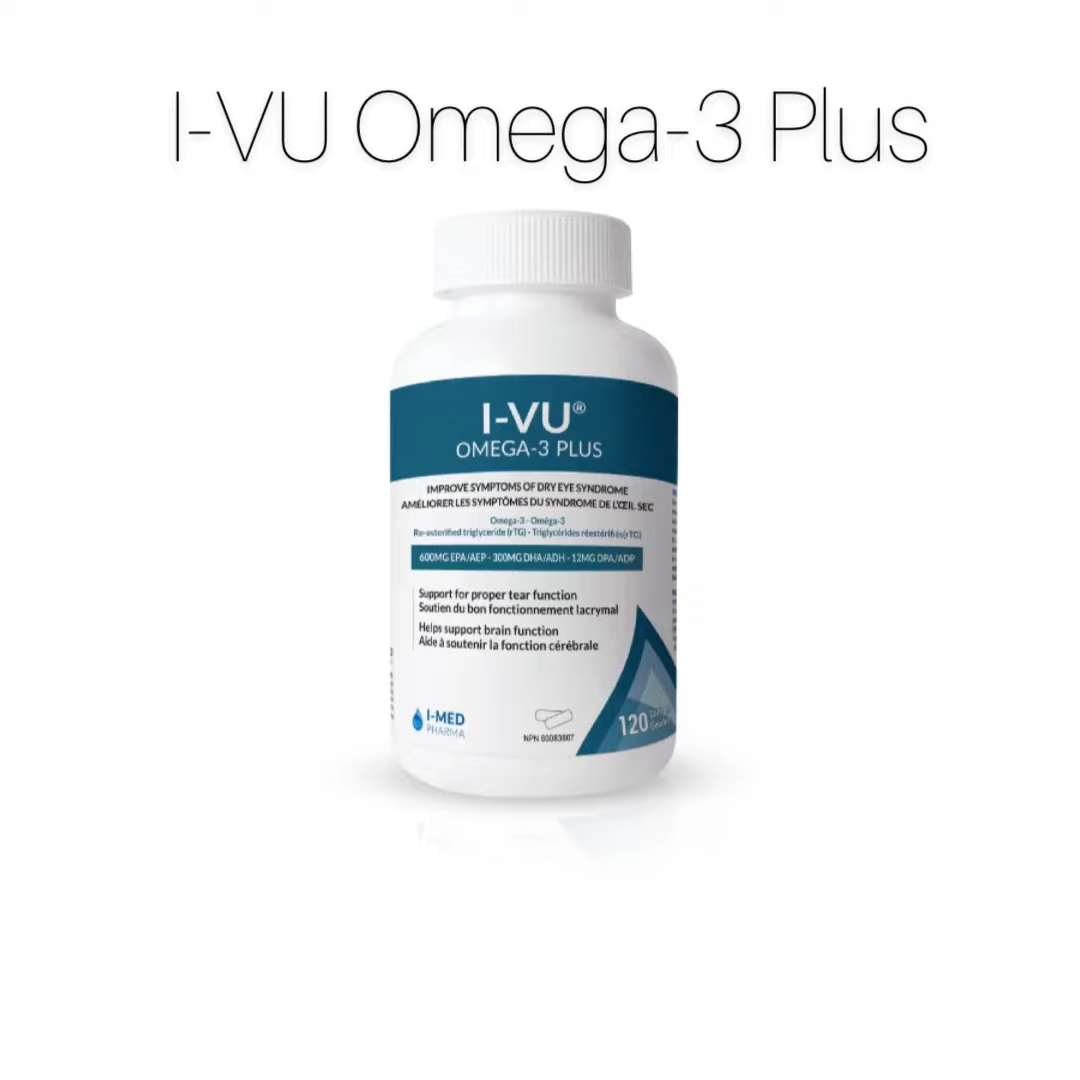 I-VU Omega-3 Plus
I-VU®
OMEGA-3 PLUS
IMPROVE SYMPTOMS OF DRY EYE SYNDROME
AMÉLIORER LES SYMPTÔMES DU SYNDROME DE L'ŒIL SEC
Omega-3 - Oméga-3
Re-esterified triglyceride (rTG) - Triglycérides réestérifiés (rTG)
600MG EPA/AEP - 300MG DHA/ADH - 12MG DPA/ADP
Support for proper tear function
Soutien du bon fonctionnement lacrymal
Helps support brain function
Aide à soutenir la fonction cérébrale
I-MED
PHARMA
NPN
120